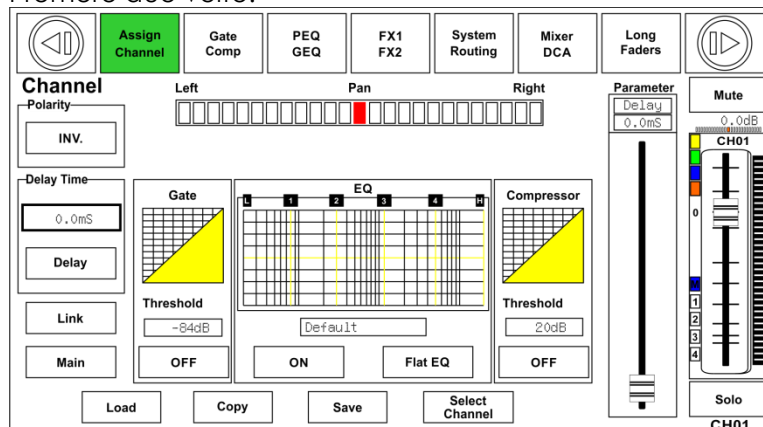 Assign Channel
Gate Comp
PEQ GEQ
FX1 FX2
System Routing
Mixer DCA
Long Faders
Channel
Left Pan Right
Parameter
Mute
Polarity
Delay
0.0mS
0.0dB
INV.
CH01
Delay Time
0.0mS
Delay
Gate
EQ
L 1 2 3 4 H
Compressor
0
Threshold
-84dB
Default
Threshold
20dB
Link
M
1
2
3
4
Main
OFF
ON
Flat EQ
OFF
Load
Copy
Save
Select Channel
Solo
CH01